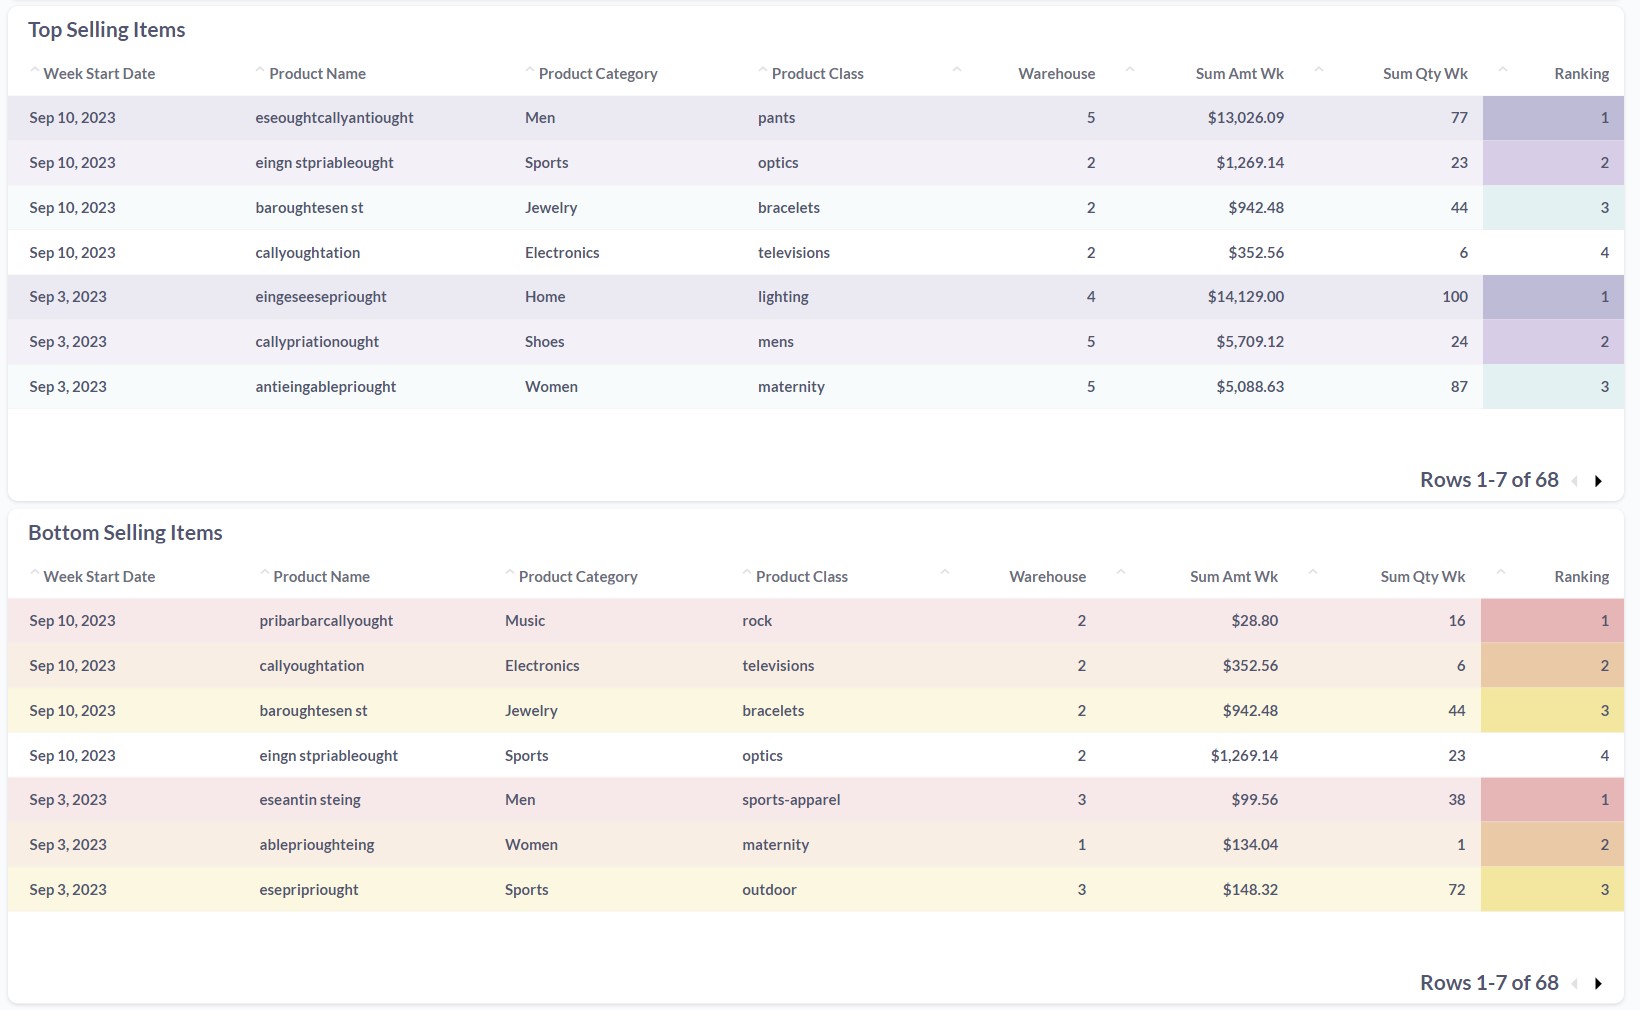 Top Selling Items
Week Start Date Product Name Product Category Product Class Warehouse Sum Amt Wk Sum Qty Wk Ranking
Sep 10, 2023 eseoughtcallyantiought Men pants 5 $13,026.09 77 1
Sep 10, 2023 eingn stpriableought Sports optics 2 $1,269.14 23 2
Sep 10, 2023 baroughtesen st Jewelry bracelets 2 $942.48 44 3
Sep 10, 2023 callyoughtation Electronics televisions 2 $352.56 6 4
Sep 3, 2023 eingeseesepriought Home lighting 4 $14,129.00 100 1
Sep 3, 2023 callypriationought Shoes mens 5 $5,709.12 24 2
Sep 3, 2023 antieingablepriought Women maternity 5 $5,088.63 87 3
Rows 1-7 of 68
Bottom Selling Items
Week Start Date Product Name Product Category Product Class Warehouse Sum Amt Wk Sum Qty Wk Ranking
Sep 10, 2023 pribarbarcallyought Music rock 2 $28.80 16 1
Sep 10, 2023 callyoughtation Electronics televisions 2 $352.56 6 2
Sep 10, 2023 baroughtesen st Jewelry bracelets 2 $942.48 44 3
Sep 10, 2023 eingn stpriableought Sports optics 2 $1,269.14 23 4
Sep 3, 2023 eseantin steing Men sports-apparel 3 $99.56 38 1
Sep 3, 2023 ableprioughteing Women maternity 1 $134.04 1 2
Sep 3, 2023 esepripriought Sports outdoor 3 $148.32 72 3
Rows 1-7 of 68